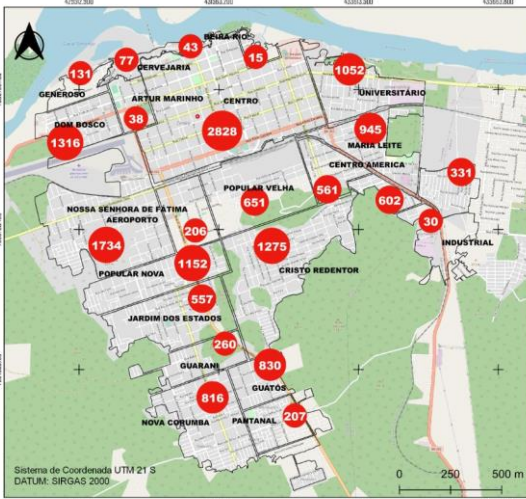 43
BEIRA RIO
77
15
CERVEJARIA
131
1052
GENEROSO
ARTUR MARINHO
CENTRO
UNIVERSITÁRIO
38
DOM BOSCO
2828
945
1316
MARIA LEITE
CENTRO AMERICA
331
POPULAR VELHA
561
651
602
NOSSA SENHORA DE FÁTIMA
AEROPORTO
206
30
1734
1275
INDUSTRIAL
1152
POPULAR NOVA
CRISTO REDENTOR
557
JARDIM DOS ESTADOS
260
GUARANI
830
GUATÓS
816
207
NOVA CORUMBA
PANTANAL
Sistema de Coordenada UTM 21 S
DATUM: SIRGAS 2000
0 250 500 m